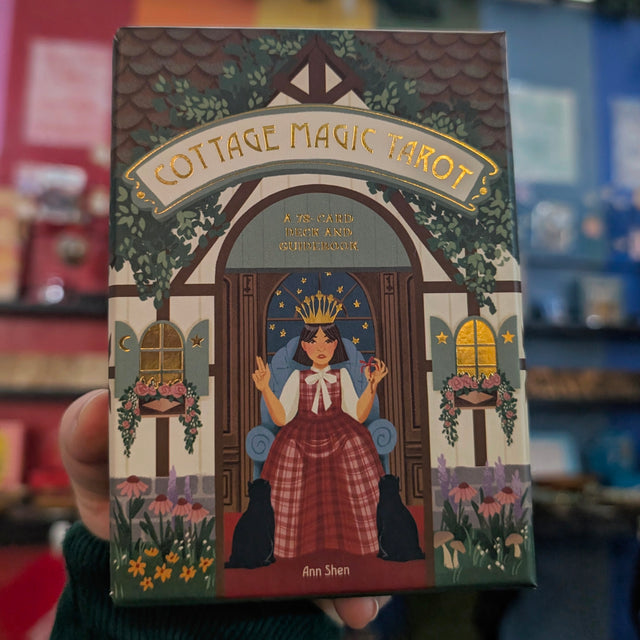 COTTAGE MAGIC TAROT
A 78-CARD
DECK AND
GUIDEBOOK
Ann Shen